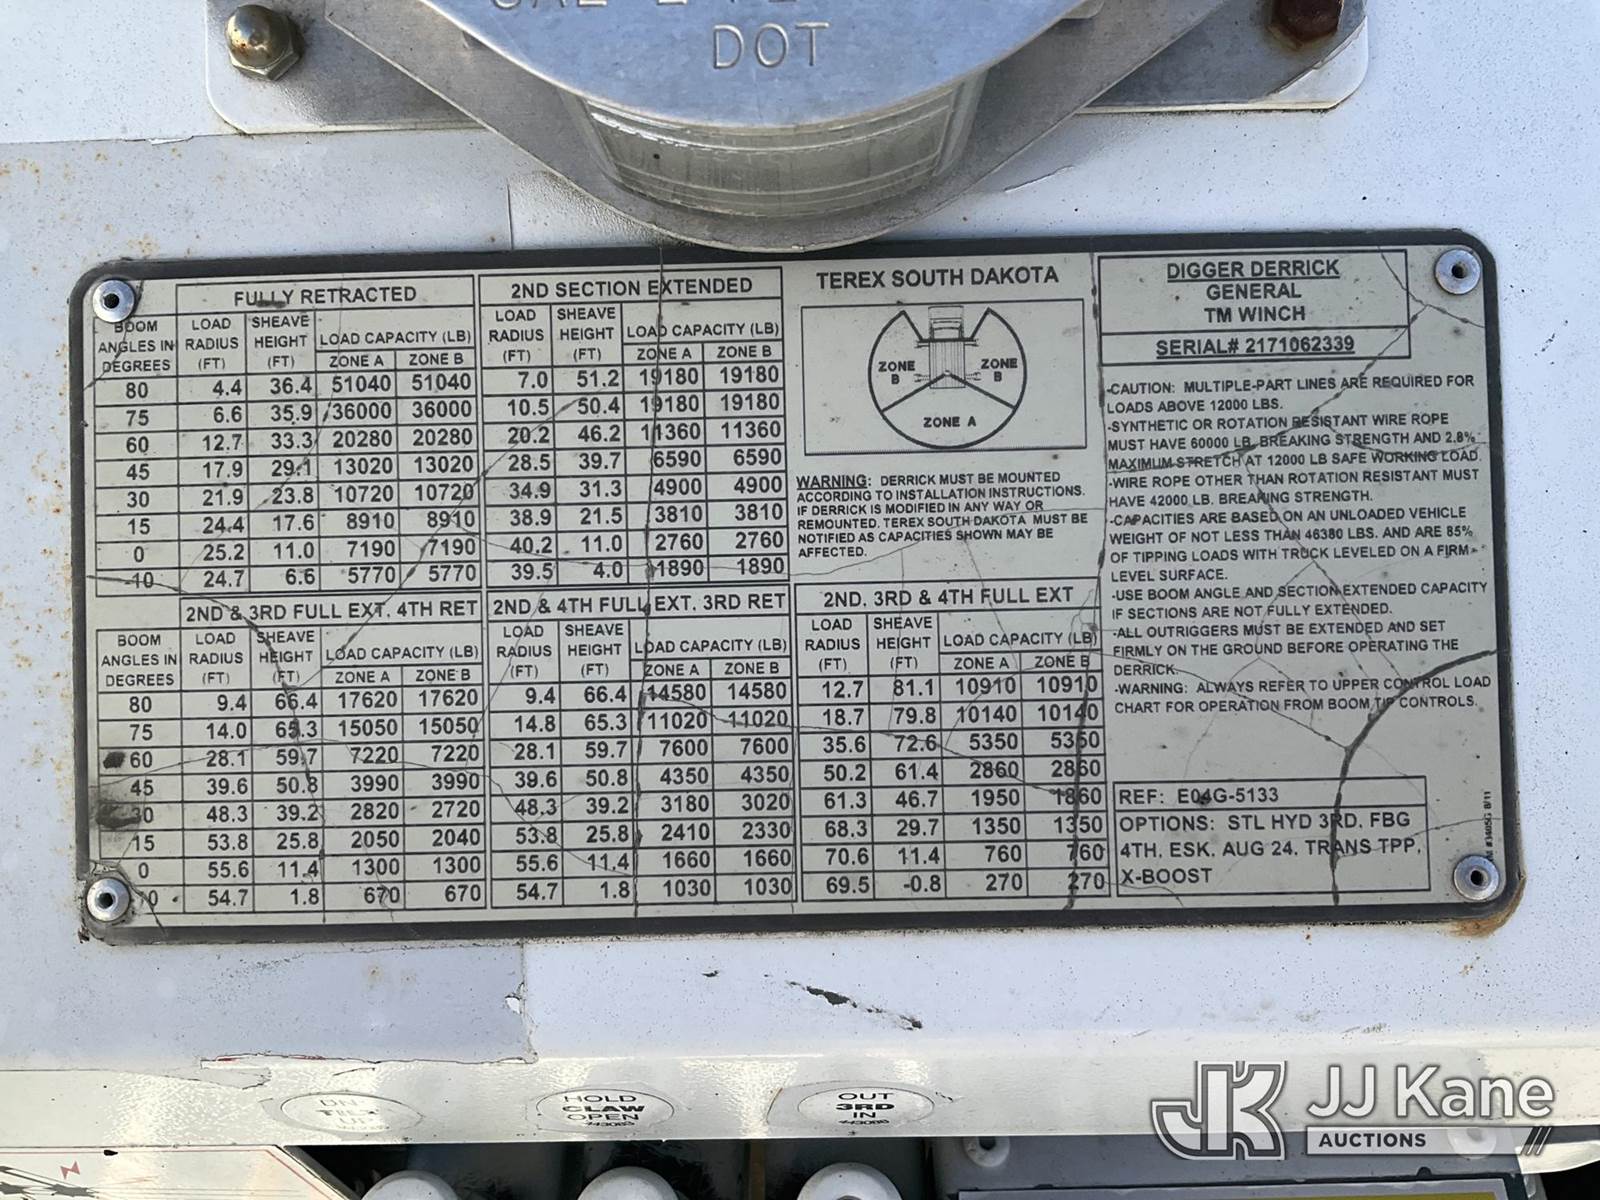 DOT
FULLY RETRACTED
BOOM ANGLES IN DEGREES | LOAD RADIUS (FT) | SHEAVE HEIGHT (FT) | LOAD CAPACITY (LB)
ZONE A | ZONE B
80 4.4 36.4 51040 51040
75 6.6 35.9 36000 36000
60 12.7 33.3 20280 20280
45 17.9 29.1 13020 13020
30 21.9 23.8 10720 10720
15 24.4 17.6 8910 8910
0 25.2 11.0 7190 7190
-10 24.7 6.6 5770 5770
2ND SECTION EXTENDED
LOAD RADIUS (FT) | SHEAVE HEIGHT (FT) | LOAD CAPACITY (LB)
ZONE A | ZONE B
7.0 51.2 19180 19180
10.5 50.4 19180 19180
20.2 46.2 11360 11360
28.5 39.7 6590 6590
34.9 31.3 4900 4900
38.9 21.5 3810 3810
40.2 11.0 2760 2760
39.5 4.0 1890 1890
TEREX SOUTH DAKOTA
ZONE B
ZONE B
ZONE A
WARNING: DERRICK MUST BE MOUNTED
ACCORDING TO INSTALLATION INSTRUCTIONS.
IF DERRICK IS MODIFIED IN ANY WAY OR
REMOUNTED. TEREX SOUTH DAKOTA MUST BE
NOTIFIED AS CAPACITIES SHOWN MAY BE
AFFECTED.
DIGGER DERRICK
GENERAL
TM WINCH
SERIAL# 2171062339
-CAUTION: MULTIPLE-PART LINES ARE REQUIRED FOR
LOADS ABOVE 12000 LBS.
-SYNTHETIC OR ROTATION RESISTANT WIRE ROPE
MUST HAVE 60000 LB. BREAKING STRENGTH AND 2.8%
MAXIMUM STRETCH AT 12000 LB SAFE WORKING LOAD.
-WIRE ROPE OTHER THAN ROTATION RESISTANT MUST
HAVE 42000 LB. BREAKING STRENGTH.
-CAPACITIES ARE BASED ON AN UNLOADED VEHICLE
WEIGHT OF NOT LESS THAN 46380 LBS. AND ARE 85%
OF TIPPING LOADS WITH TRUCK LEVELED ON A FIRM
LEVEL SURFACE.
-USE BOOM ANGLE AND SECTION EXTENDED CAPACITY
IF SECTIONS ARE NOT FULLY EXTENDED.
-ALL OUTRIGGERS MUST BE EXTENDED AND SET
FIRMLY ON THE GROUND BEFORE OPERATING THE
DERRICK.
-WARNING: ALWAYS REFER TO UPPER CONTROL LOAD
CHART FOR OPERATION FROM BOOM TIP CONTROLS.
2ND & 3RD FULL EXT. 4TH RET
BOOM ANGLES IN DEGREES | LOAD RADIUS (FT) | SHEAVE HEIGHT (FT) | LOAD CAPACITY (LB)
ZONE A | ZONE B
80 9.4 66.4 17620 17620
75 14.0 65.3 15050 15050
60 28.1 59.7 7220 7220
45 39.6 50.8 3990 3990
30 48.3 39.2 2820 2720
15 53.8 25.8 2050 2040
0 55.6 11.4 1300 1300
0 54.7 1.8 670 670
2ND & 4TH FULL EXT. 3RD RET
LOAD RADIUS (FT) | SHEAVE HEIGHT (FT) | LOAD CAPACITY (LB)
ZONE A | ZONE B
9.4 66.4 14580 14580
14.8 65.3 11020 11020
28.1 59.7 7600 7600
39.6 50.8 4350 4350
48.3 39.2 3180 3020
53.8 25.8 2410 2330
55.6 11.4 1660 1660
54.7 1.8 1030 1030
2ND, 3RD & 4TH FULL EXT
LOAD RADIUS (FT) | SHEAVE HEIGHT (FT) | LOAD CAPACITY (LB)
ZONE A | ZONE B
12.7 81.1 10910 10910
18.7 79.8 10140 10140
35.6 72.6 5350 5350
50.2 61.4 2860 2860
61.3 46.7 1950 1860
68.3 29.7 1350 1350
70.6 11.4 760 760
69.5 -0.8 270 270
REF: E04G-5133
OPTIONS: STL HYD 3RD, FBG
4TH, ESK, AUG 24, TRANS TPP,
X-BOOST
HOLD
CLAW
OPEN
OUT
3RD
IN
JK JJ Kane
AUCTIONS